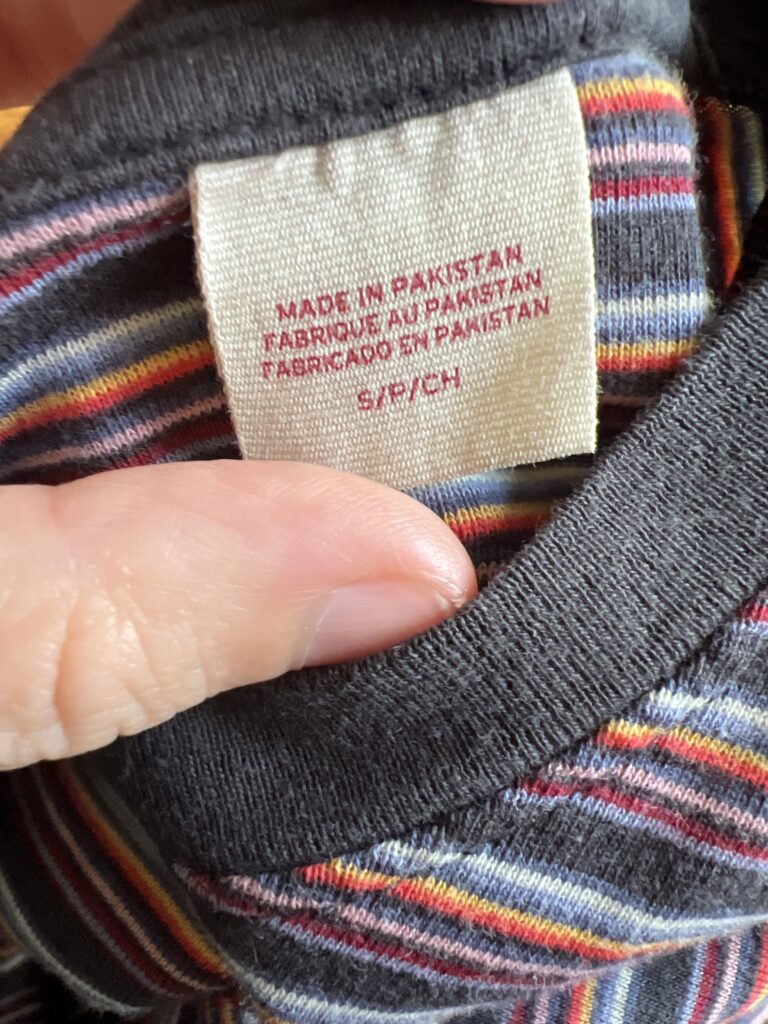 MADE IN PAKISTAN
FABRIQUE AU PAKISTAN
FABRICADO EN PAKISTAN
S/P/CH